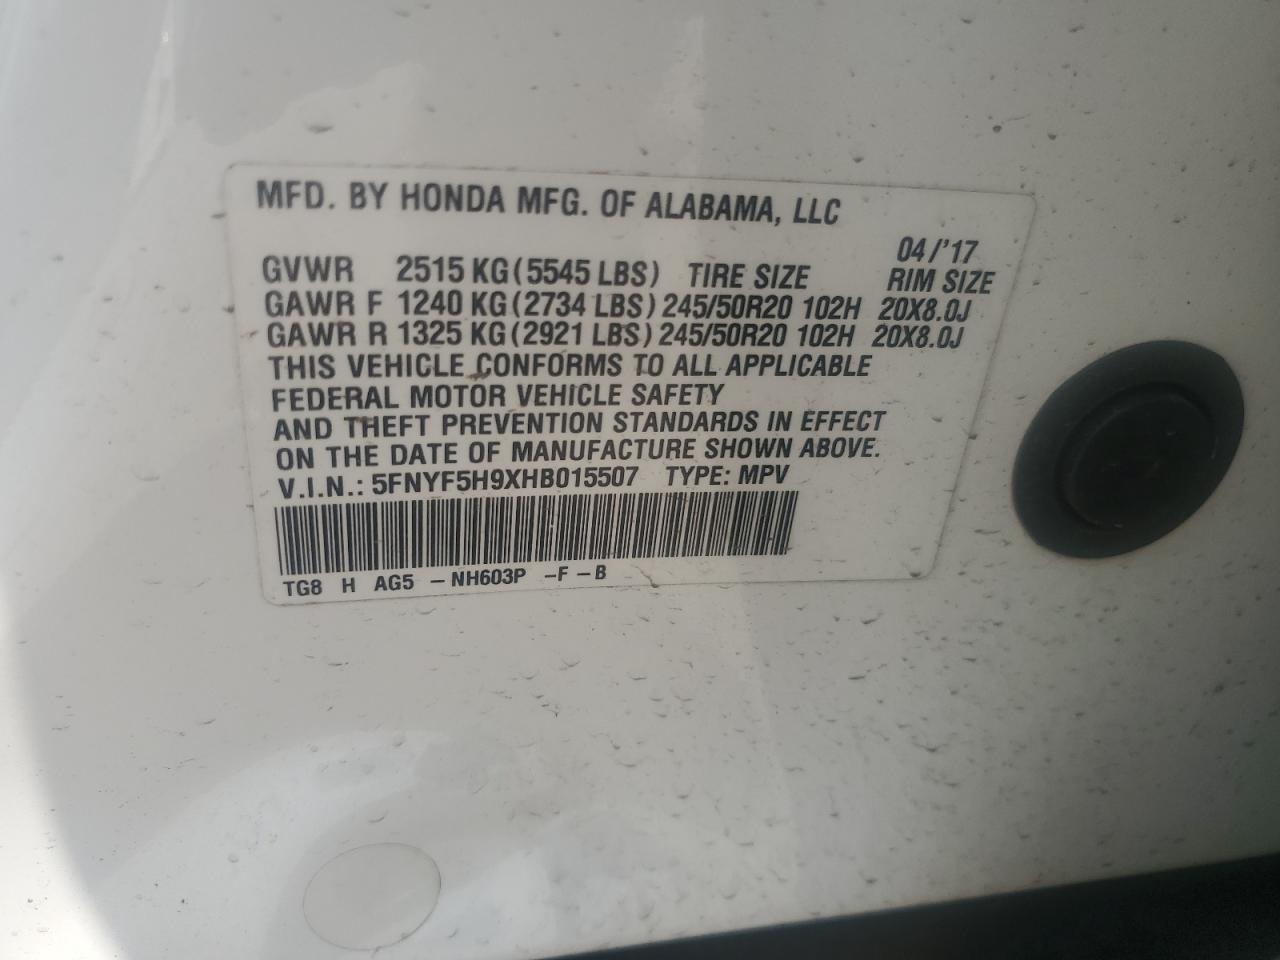 MFD. BY HONDA MFG. OF ALABAMA, LLC
04/'17
GVWR 2515 KG (5545 LBS) TIRE SIZE RIM SIZE
GAWR F 1240 KG (2734 LBS) 245/50R20 102H 20X8.0J
GAWR R 1325 KG (2921 LBS) 245/50R20 102H 20X8.0J
THIS VEHICLE CONFORMS TO ALL APPLICABLE
FEDERAL MOTOR VEHICLE SAFETY
AND THEFT PREVENTION STANDARDS IN EFFECT
ON THE DATE OF MANUFACTURE SHOWN ABOVE.
V.I.N.: 5FNYF5H9XHB015507 TYPE: MPV
TG8 H AG5 – NH603P – F – B